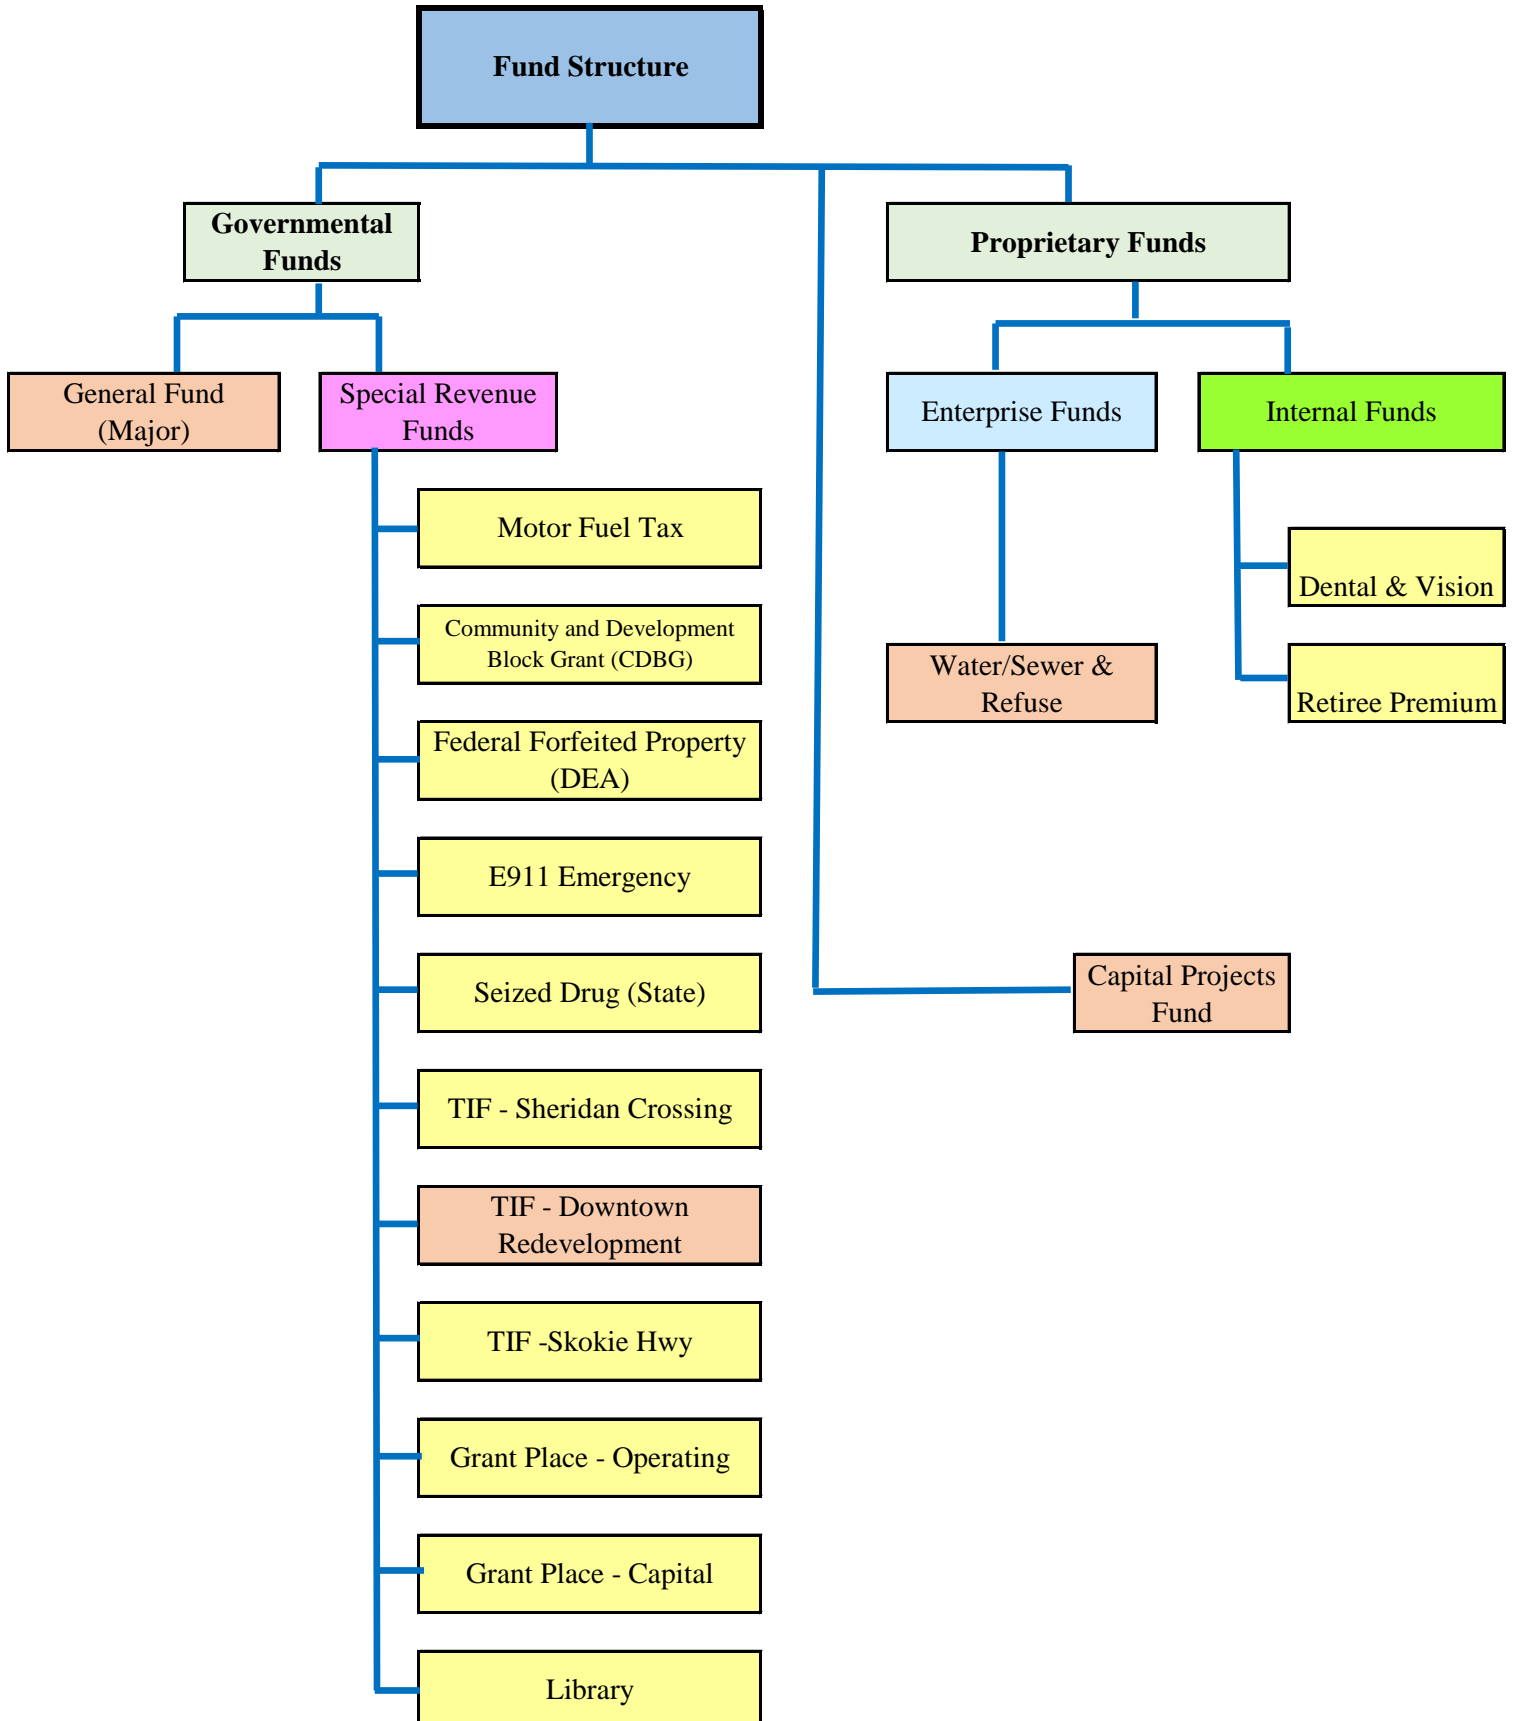 Fund Structure
Governmental
Funds
Proprietary Funds
General Fund
(Major)
Special Revenue
Funds
Enterprise Funds
Internal Funds
Motor Fuel Tax
Dental & Vision
Community and Development
Block Grant (CDBG)
Water/Sewer &
Refuse
Retiree Premium
Federal Forfeited Property
(DEA)
E911 Emergency
Seized Drug (State)
Capital Projects
Fund
TIF - Sheridan Crossing
TIF - Downtown
Redevelopment
TIF -Skokie Hwy
Grant Place - Operating
Grant Place - Capital
Library